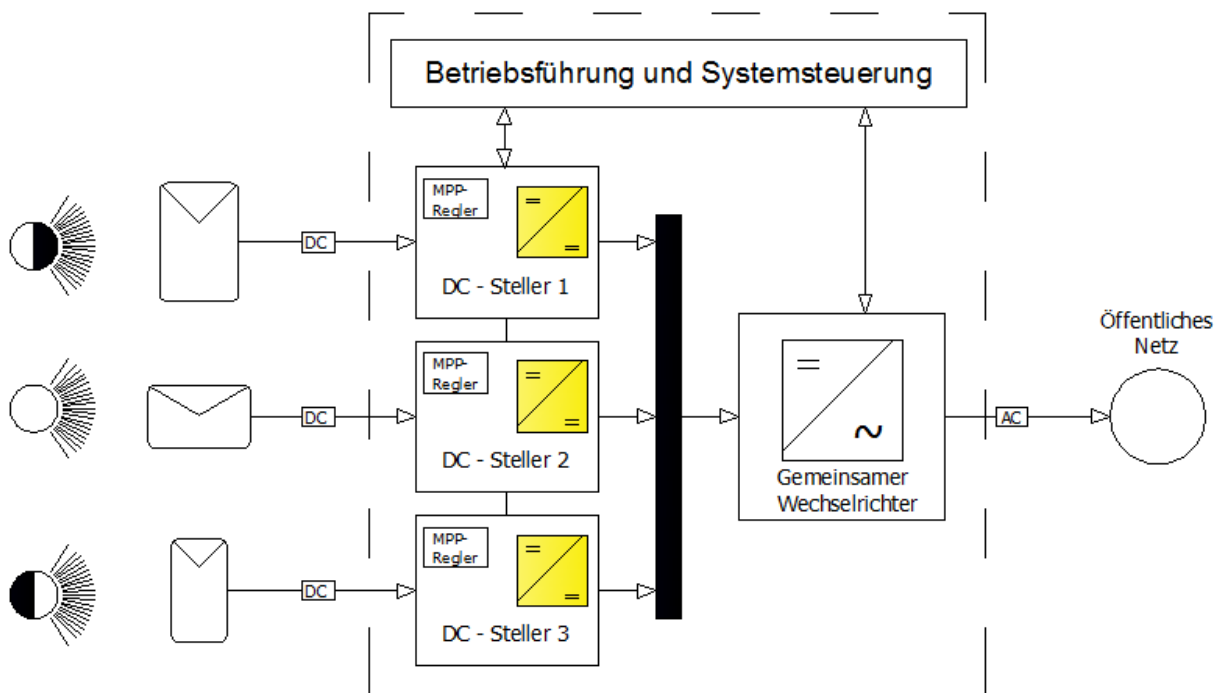 Betriebsführung und Systemsteuerung
MPP-
Regler
DC - Steller 1
DC
MPP-
Regler
DC - Steller 2
DC
MPP-
Regler
DC - Steller 3
DC
Gemeinsamer
Wechselrichter
AC
Öffentliches
Netz